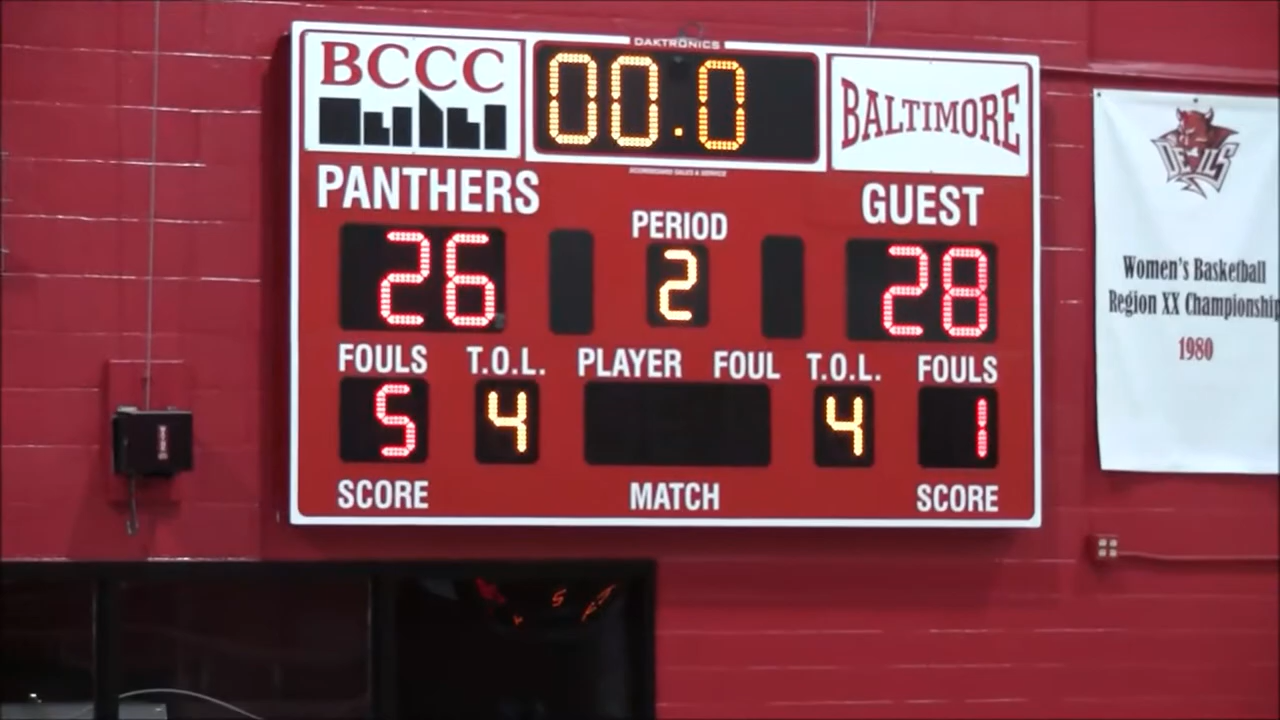 DAKTRONICS
BCCC
00.0
BALTIMORE
PANTHERS
GUEST
PERIOD
26
2
28
FOULS T.O.L. PLAYER FOUL T.O.L. FOULS
5 4 4 1
SCORE MATCH SCORE
DEVILS
Women's Basketball
Region XX Championship
1980